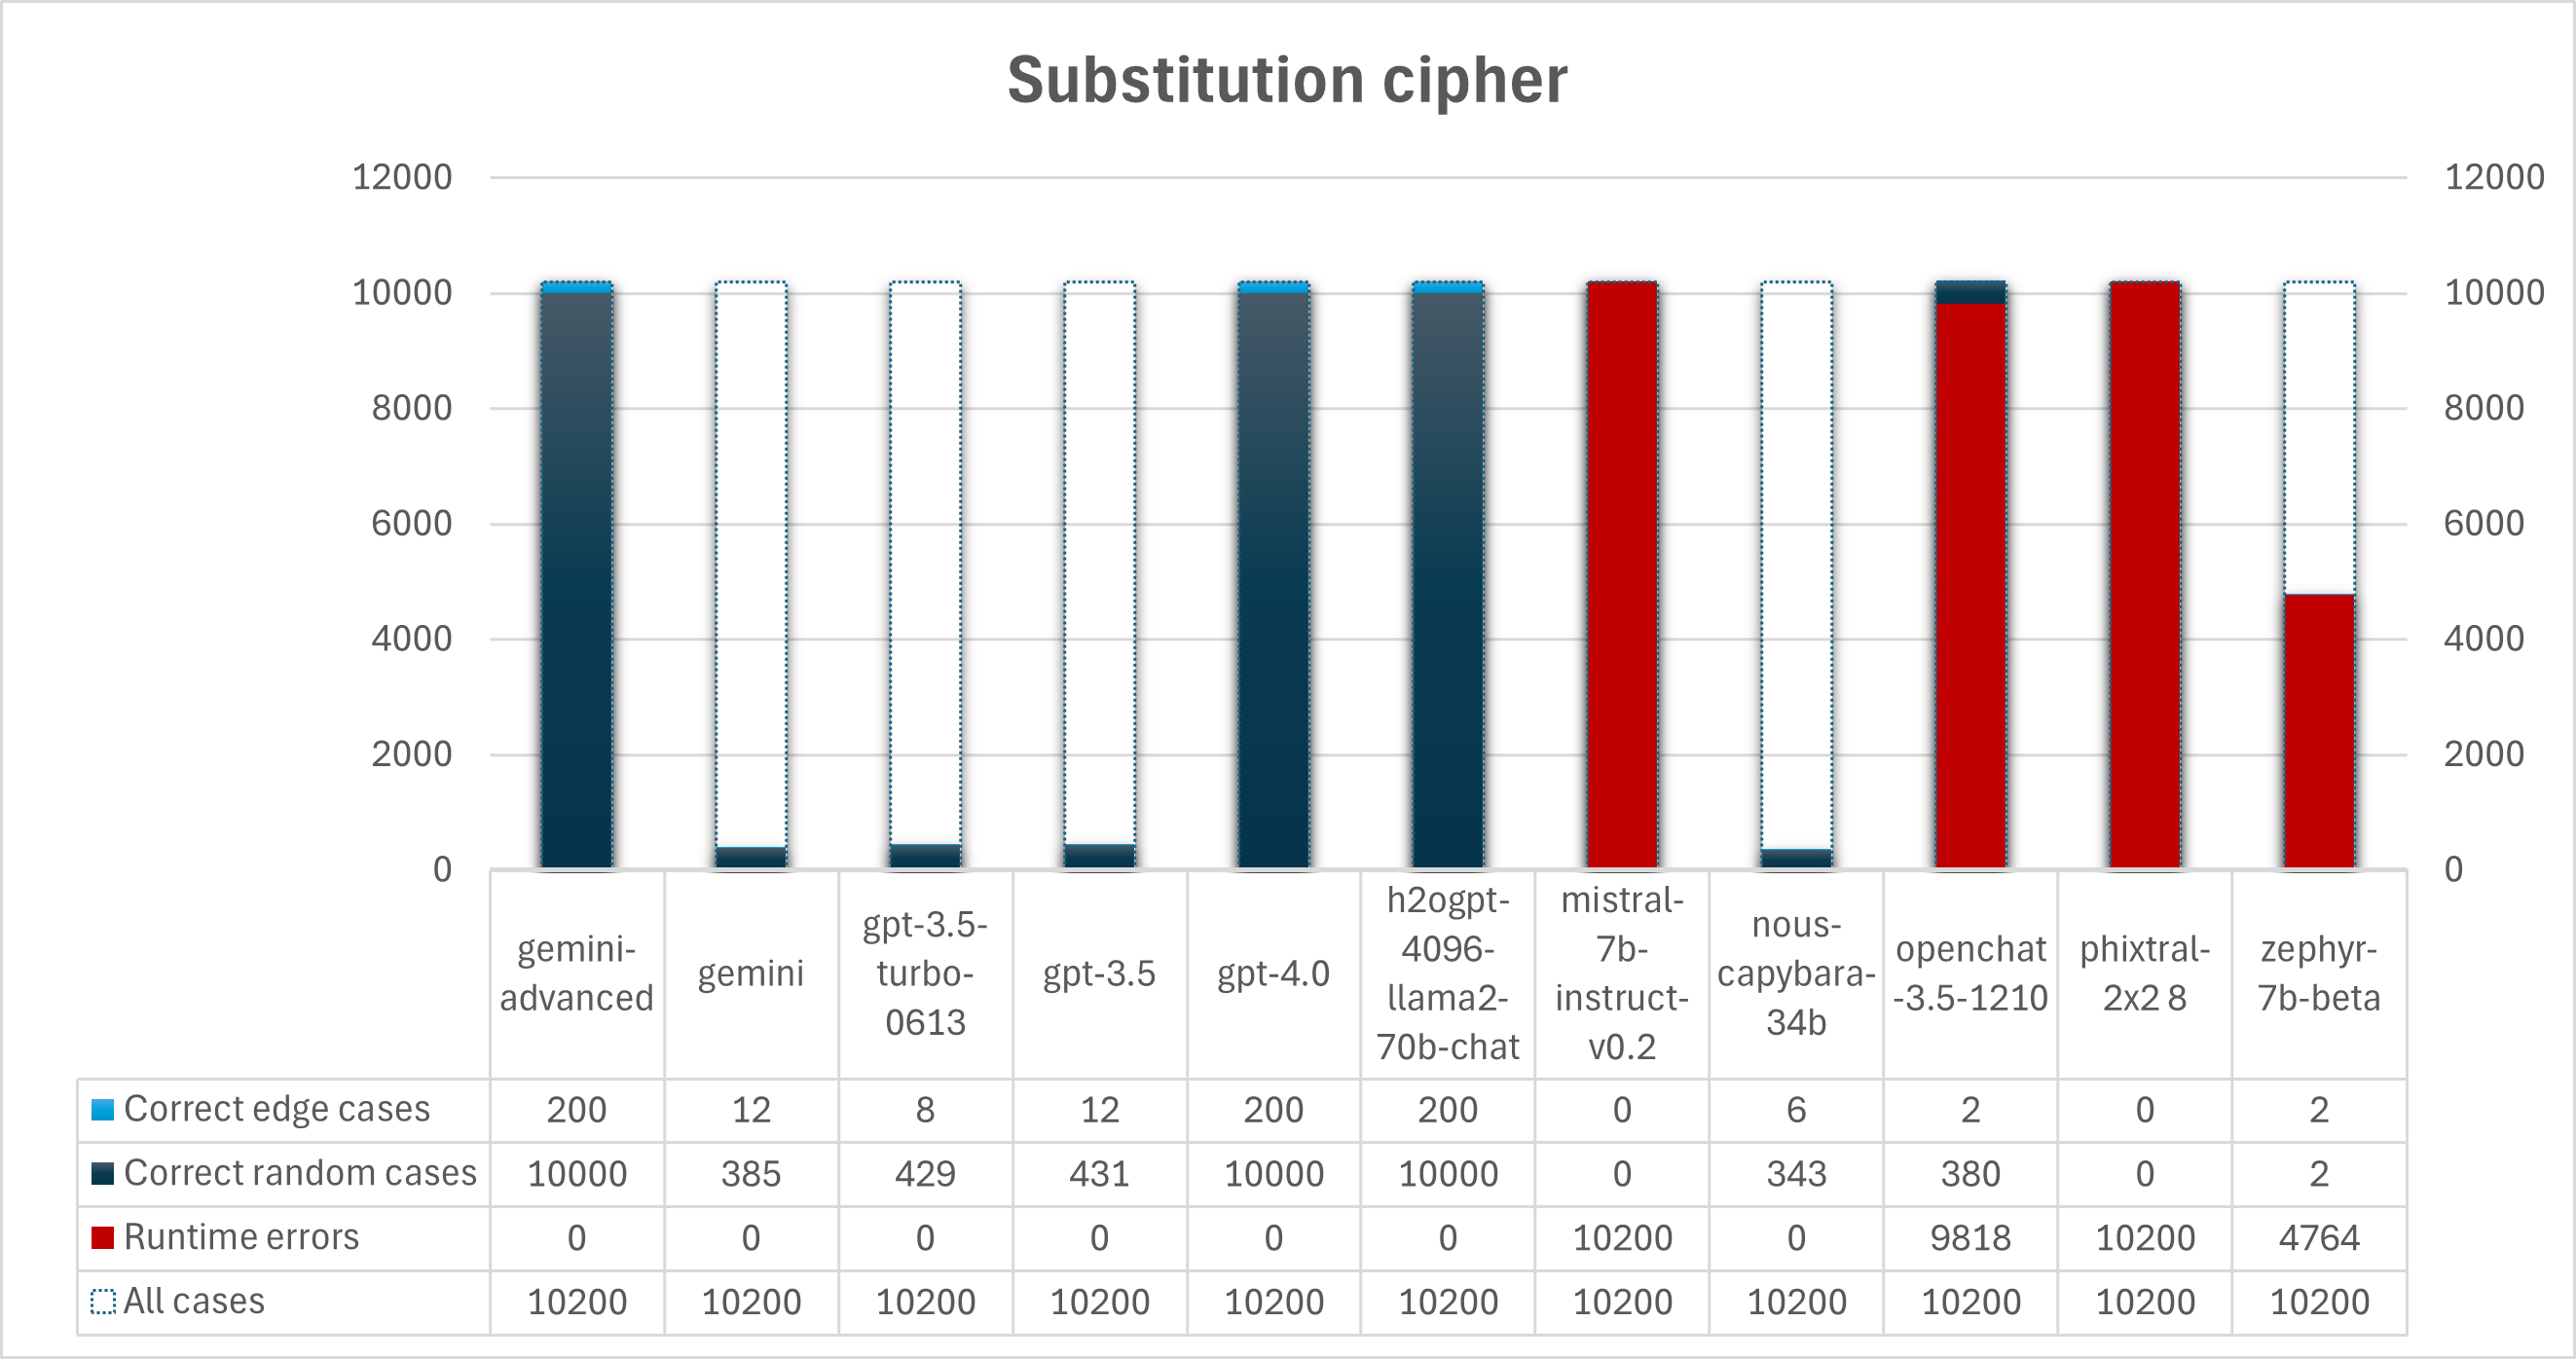 Substitution cipher
12000 12000
10000 10000
8000 8000
6000 6000
4000 4000
2000 2000
0 0
gemini-
advanced
gemini
gpt-3.5-
turbo-
0613
gpt-3.5
gpt-4.0
h2ogpt-
4096-
llama2-
70b-chat
mistral-
7b-
instruct-
v0.2
nous-
capybara-
34b
openchat
-3.5-1210
phixtral-
2x2 8
zephyr-
7b-beta
Correct edge cases 200 12 8 12 200 200 0 6 2 0 2
Correct random cases 10000 385 429 431 10000 10000 0 343 380 0 2
Runtime errors 0 0 0 0 0 0 10200 0 9818 10200 4764
All cases 10200 10200 10200 10200 10200 10200 10200 10200 10200 10200 10200